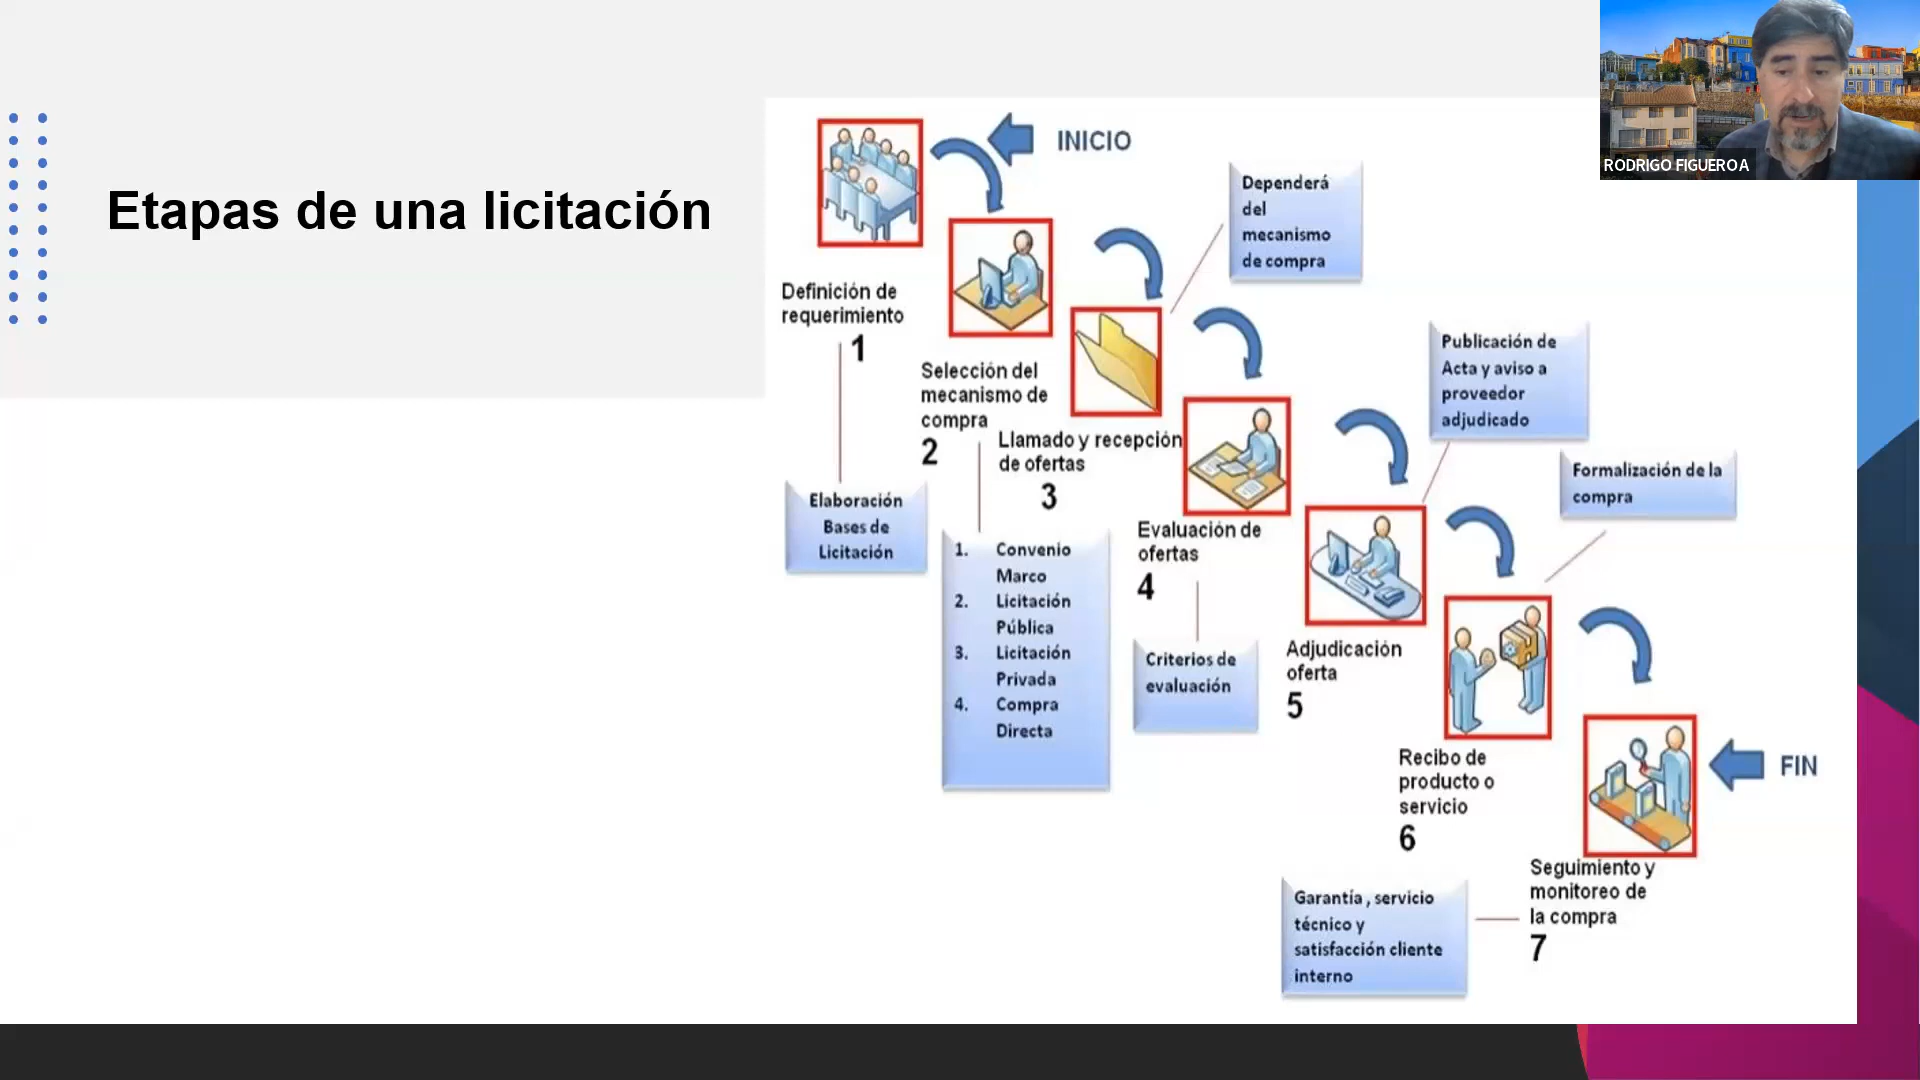 RODRIGO FIGUEROA
Etapas de una licitación
INICIO
Dependerá
del
mecanismo
de compra
Definición de
requerimiento
1
Elaboración
Bases de
Licitación
Selección del
mecanismo de
compra
2
1. Convenio
Marco
2. Licitación
Pública
3. Licitación
Privada
4. Compra
Directa
Llamado y recepción
de ofertas
3
Evaluación de
ofertas
4
Criterios de
evaluación
Publicación de
Acta y aviso a
proveedor
adjudicado
Adjudicación
oferta
5
Formalización de la
compra
Recibo de
producto o
servicio
6
FIN
Seguimiento y
monitoreo de
la compra
7
Garantía , servicio
técnico y
satisfacción cliente
interno